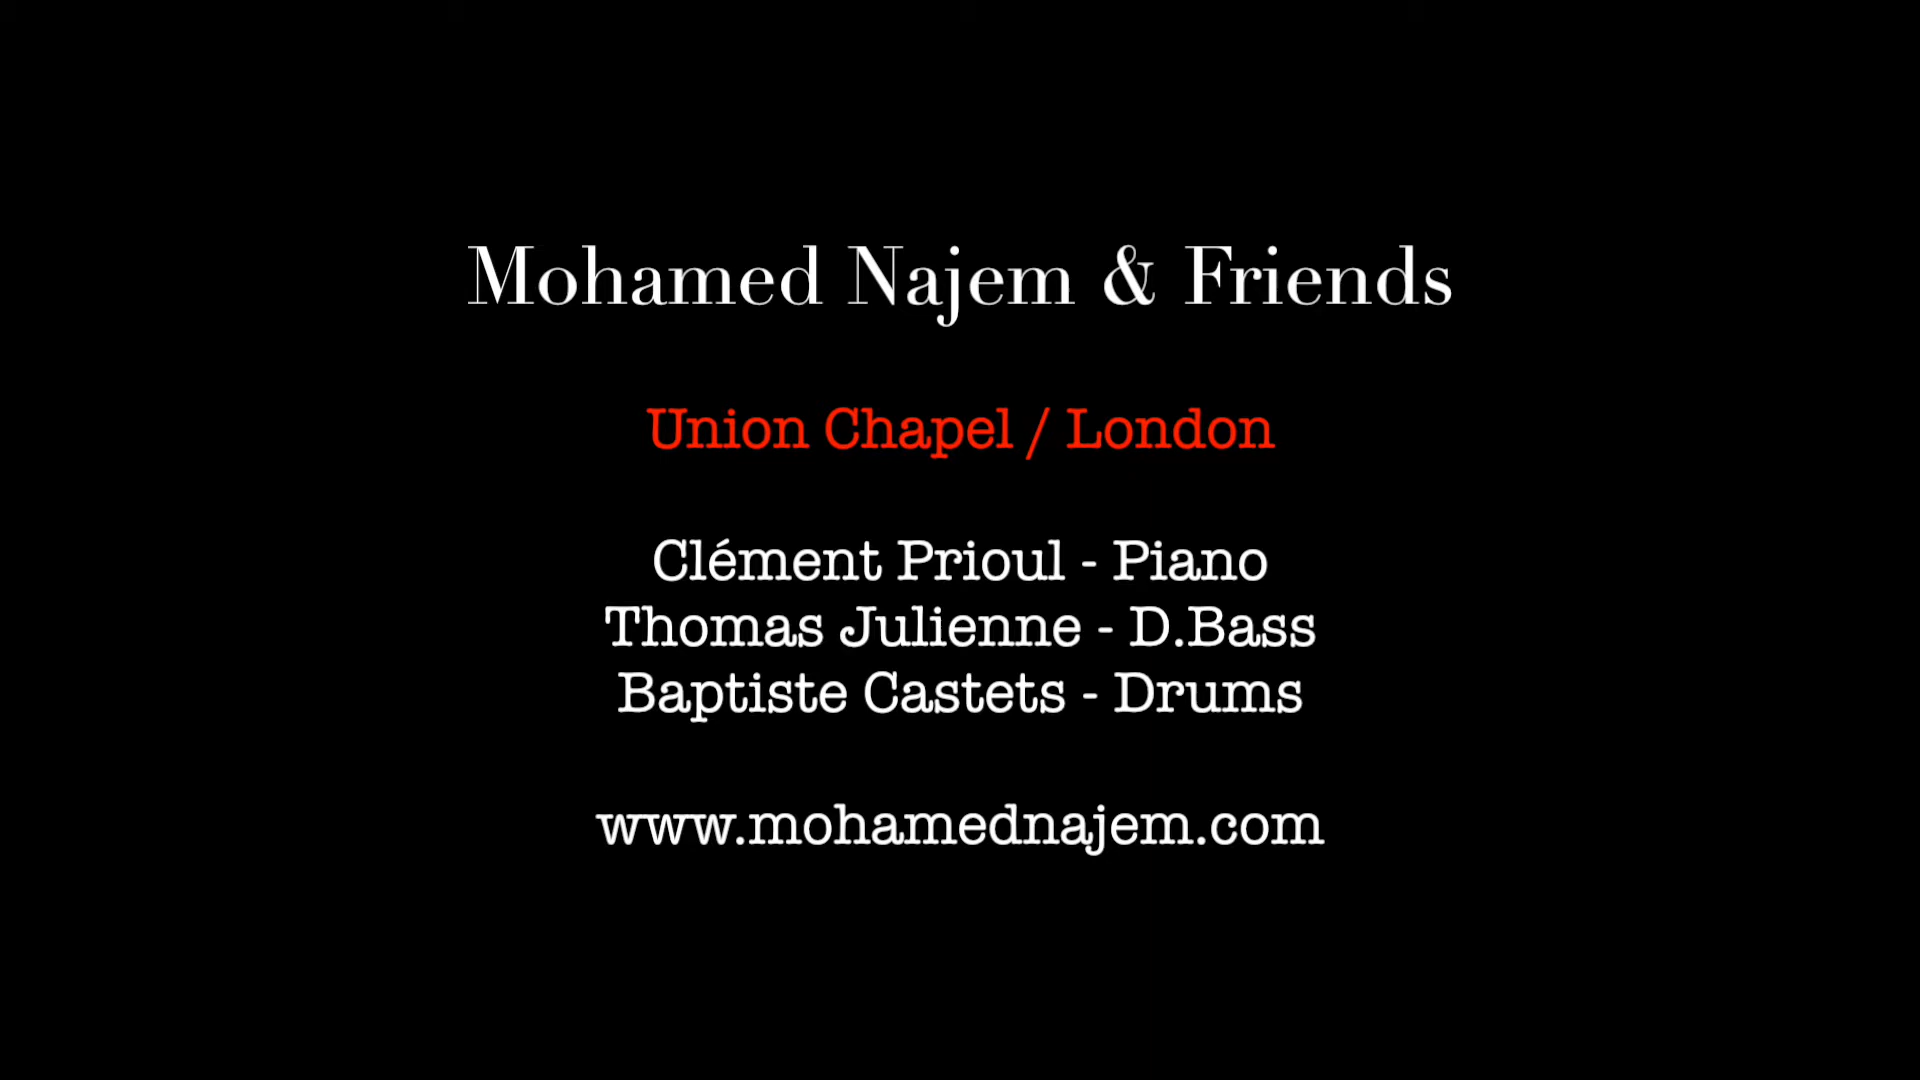 Mohamed Najem & Friends
Union Chapel / London
Clément Prioul - Piano
Thomas Julienne - D.Bass
Baptiste Castets - Drums
www.mohamednajem.com